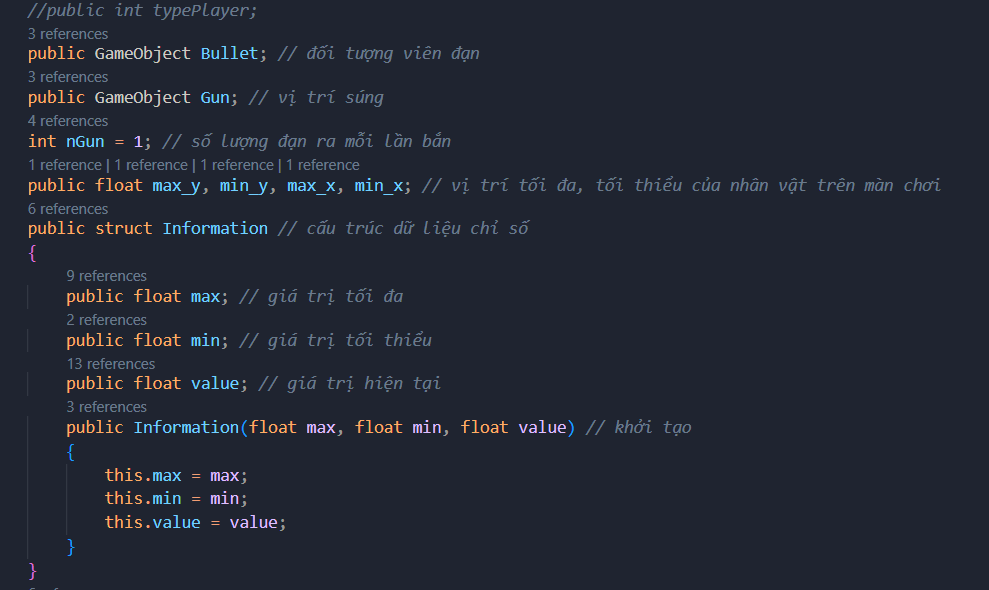 //public int typePlayer;
3 references
public GameObject Bullet; // đối tượng viên đạn
3 references
public GameObject Gun; // vị trí súng
4 references
int nGun = 1; // số lượng đạn ra mỗi lần bắn
1 reference | 1 reference | 1 reference | 1 reference
public float max_y, min_y, max_x, min_x; // vị trí tối đa, tối thiểu của nhân vật trên màn chơi
6 references
public struct Information // cấu trúc dữ liệu chỉ số
{
9 references
public float max; // giá trị tối đa
2 references
public float min; // giá trị tối thiểu
13 references
public float value; // giá trị hiện tại
3 references
public Information(float max, float min, float value) // khởi tạo
{
this.max = max;
this.min = min;
this.value = value;
}
}